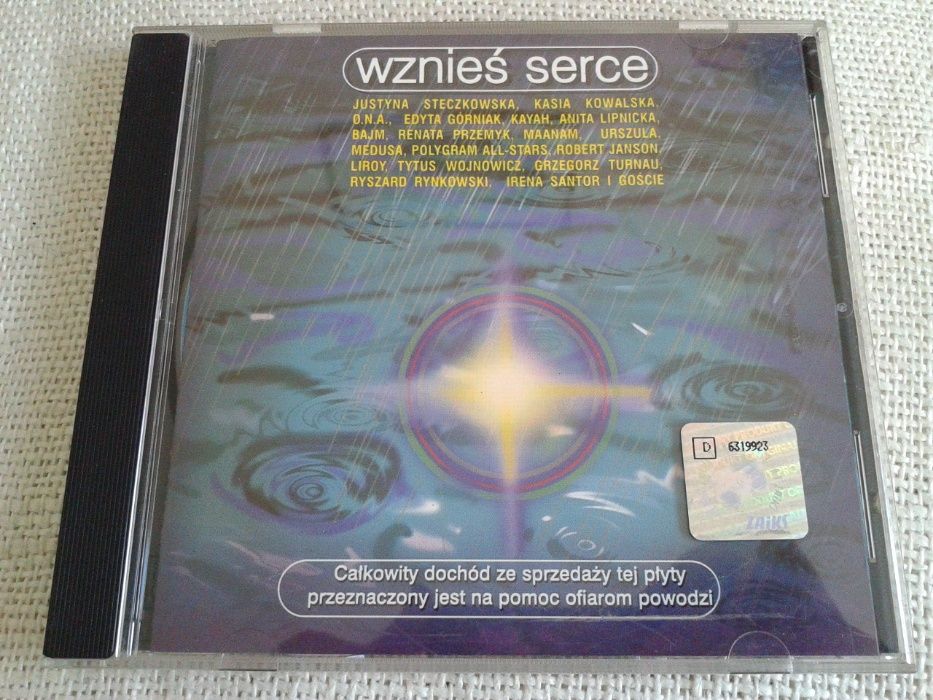 wznieś serce
JUSTYNA STECZKOWSKA, KASIA KOWALSKA,
O.N.A., EDYTA GÓRNIAK, KAYAH, ANITA LIPNICKA,
BAJM, RENATA PRZEMYK, MAANAM, URSZULA,
MEDUSA, POLYGRAM ALL-STARS, ROBERT JANSON,
LIROY, TYTUS WOJNOWICZ, GRZEGORZ TURNAU,
RYSZARD RYNKOWSKI, IRENA SANTOR I GOŚCIE
D 6319923
ZAiKS
Całkowity dochód ze sprzedaży tej płyty
przeznaczony jest na pomoc ofiarom powodzi